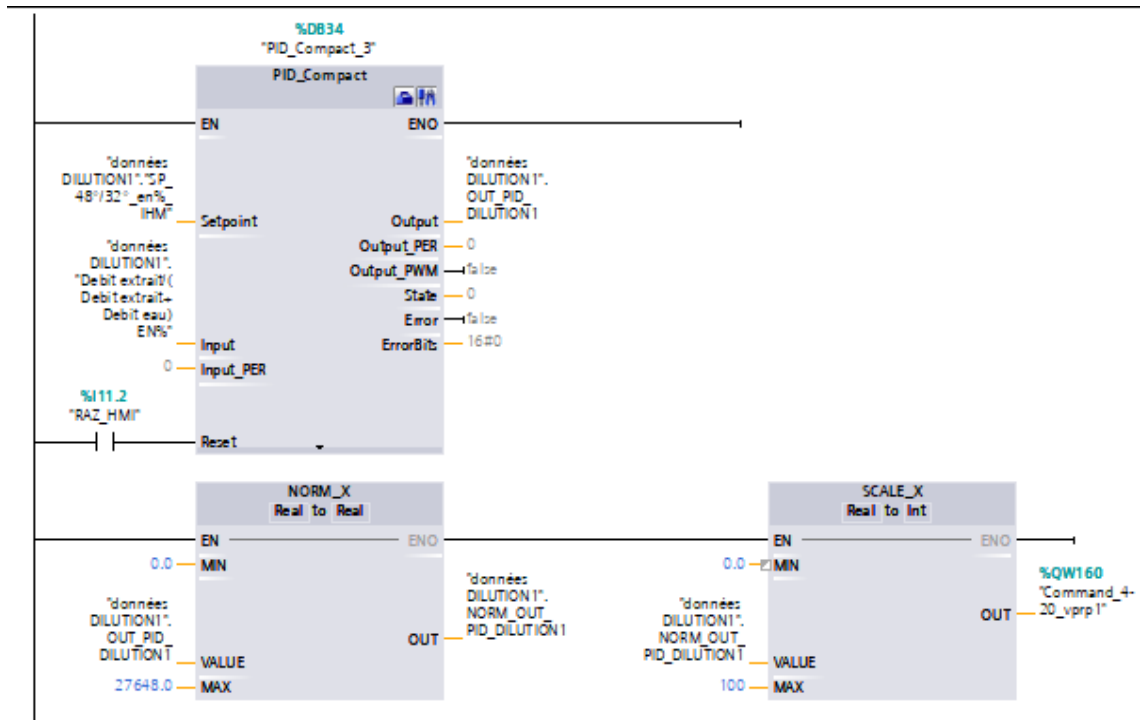 %DB34
"PID_Compact_3"
PID_Compact
EN
ENO
"données
DILUTION1"."SP_
48°/32°_en%_
IHM"
Setpoint
"données
DILUTION1".
"Debit extrait/(
Debit extrait+
Debit eau)
EN%"
Input
0
Input_PER
%I11.2
"RAZ_HMI"
Reset
Output
"données
DILUTION1".
OUT_PID_
DILUTION1
Output_PER
0
Output_PWM
false
State
0
Error
false
ErrorBits
16#0
NORM_X
Real to Real
EN
ENO
0.0
MIN
"données
DILUTION1".
OUT_PID_
DILUTION1
VALUE
27648.0
MAX
OUT
"données
DILUTION1".
NORM_OUT_
PID_DILUTION1
SCALE_X
Real to Int
EN
ENO
0.0
MIN
"données
DILUTION1".
NORM_OUT_
PID_DILUTION1
VALUE
100
MAX
OUT
%QW160
"Command_4-
20_vprp1"